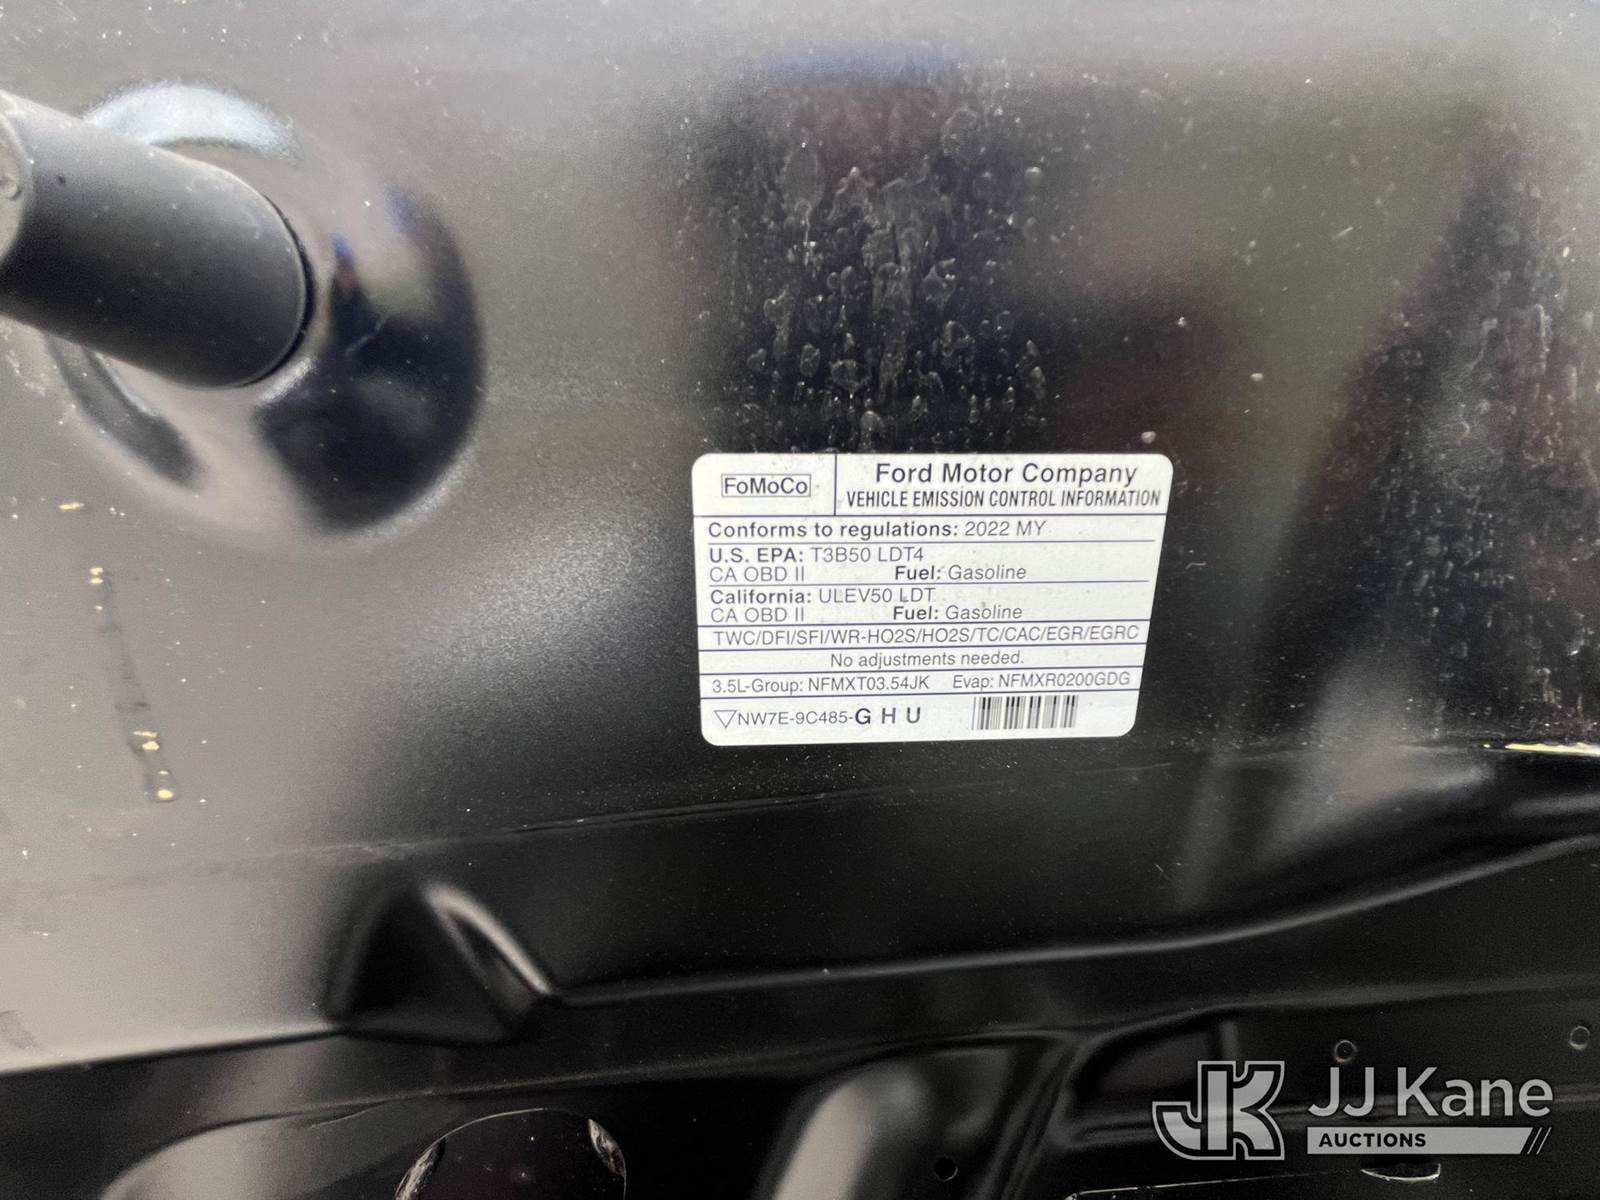 FoMoCo
Ford Motor Company
VEHICLE EMISSION CONTROL INFORMATION
Conforms to regulations: 2022 MY
U.S. EPA: T3B50 LDT4
CA OBD II Fuel: Gasoline
California: ULEV50 LDT
CA OBD II Fuel: Gasoline
TWC/DFI/SFI/WR-HO2S/HO2S/TC/CAC/EGR/EGRC
No adjustments needed.
3.5L-Group: NFMXT03.54JK Evap: NFMXR0200GDG
NW7E-9C485-G H U
JK JJ Kane
AUCTIONS